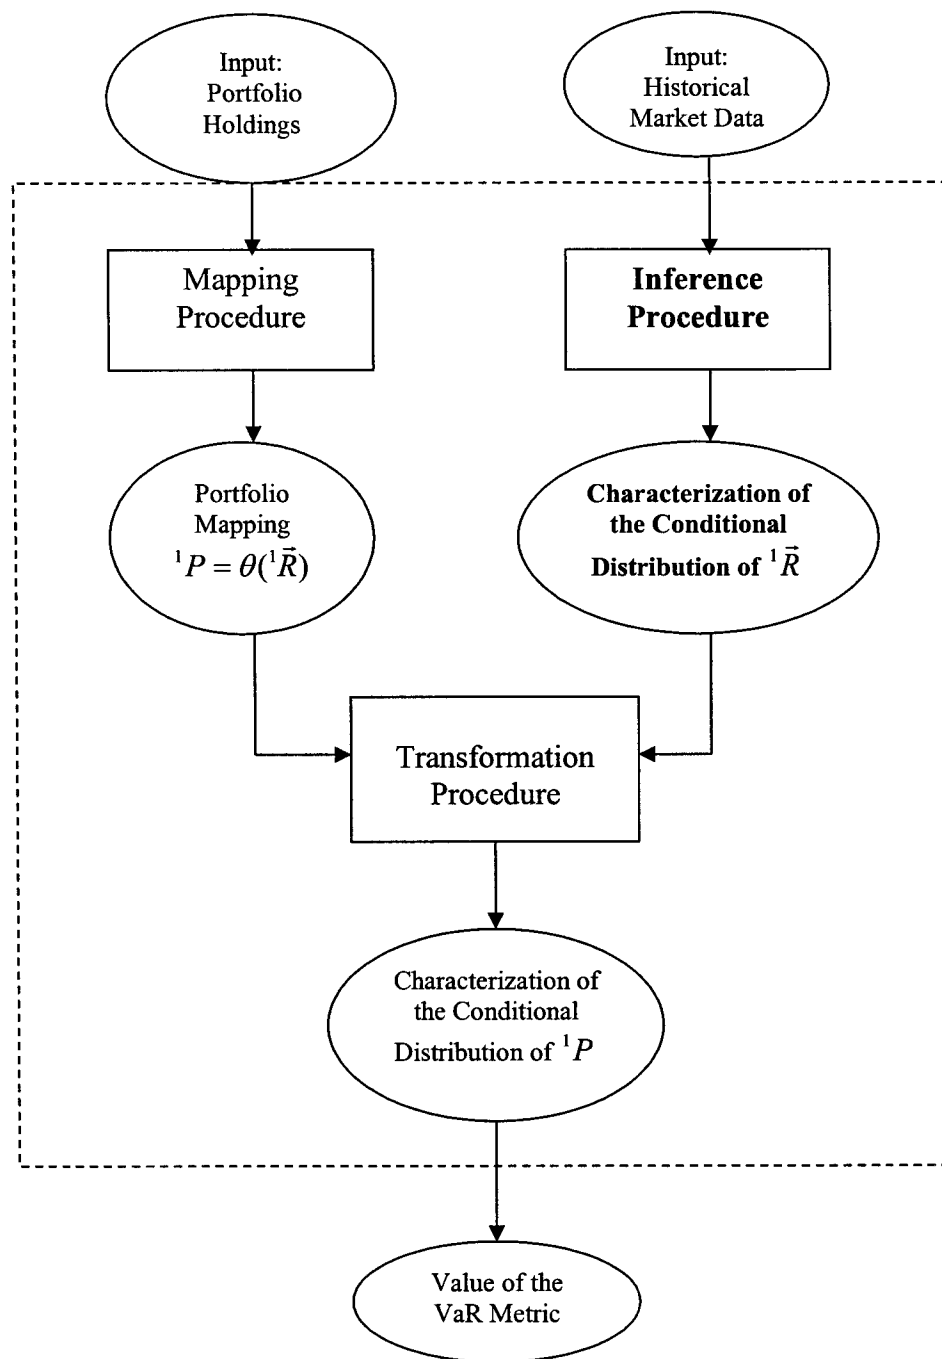 Input:
Portfolio
Holdings
Input:
Historical
Market Data
Mapping
Procedure
Inference
Procedure
Portfolio
Mapping
¹P = θ(¹R⃗)
Characterization of
the Conditional
Distribution of ¹R⃗
Transformation
Procedure
Characterization of
the Conditional
Distribution of ¹P
Value of the
VaR Metric